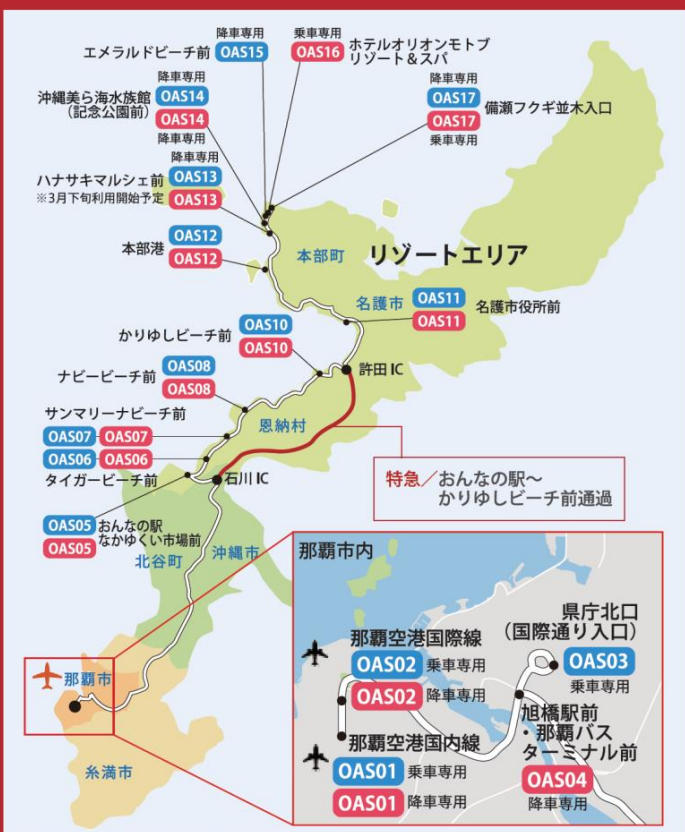 エメラルドビーチ前
降車専用
OAS15
乗車専用
OAS16
ホテルオリオンモトブ
リゾート＆スパ
沖縄美ら海水族館
（記念公園前）
降車専用
OAS14
OAS14
降車専用
降車専用
OAS17
OAS17
乗車専用
備瀬フクギ並木入口
ハナサキマルシェ前
※3月下旬利用開始予定
降車専用
OAS13
OAS13
本部港
OAS12
OAS12
本部町
リゾートエリア
名護市
OAS11
OAS11
名護市役所前
かりゆしビーチ前
OAS10
OAS10
許田IC
ナビービーチ前
OAS08
OAS08
サンマリーナビーチ前
OAS07
OAS07
OAS06
OAS06
タイガービーチ前
恩納村
石川IC
特急／おんなの駅～
かりゆしビーチ前通過
OAS05
OAS05
おんなの駅
なかゆくい市場前
北谷町
沖縄市
那覇市
糸満市
那覇市内
那覇空港国際線
OAS02 乗車専用
OAS02 降車専用
那覇空港国内線
OAS01 乗車専用
OAS01 降車専用
県庁北口
（国際通り入口）
OAS03
乗車専用
旭橋駅前
・那覇バス
ターミナル前
OAS04
降車専用